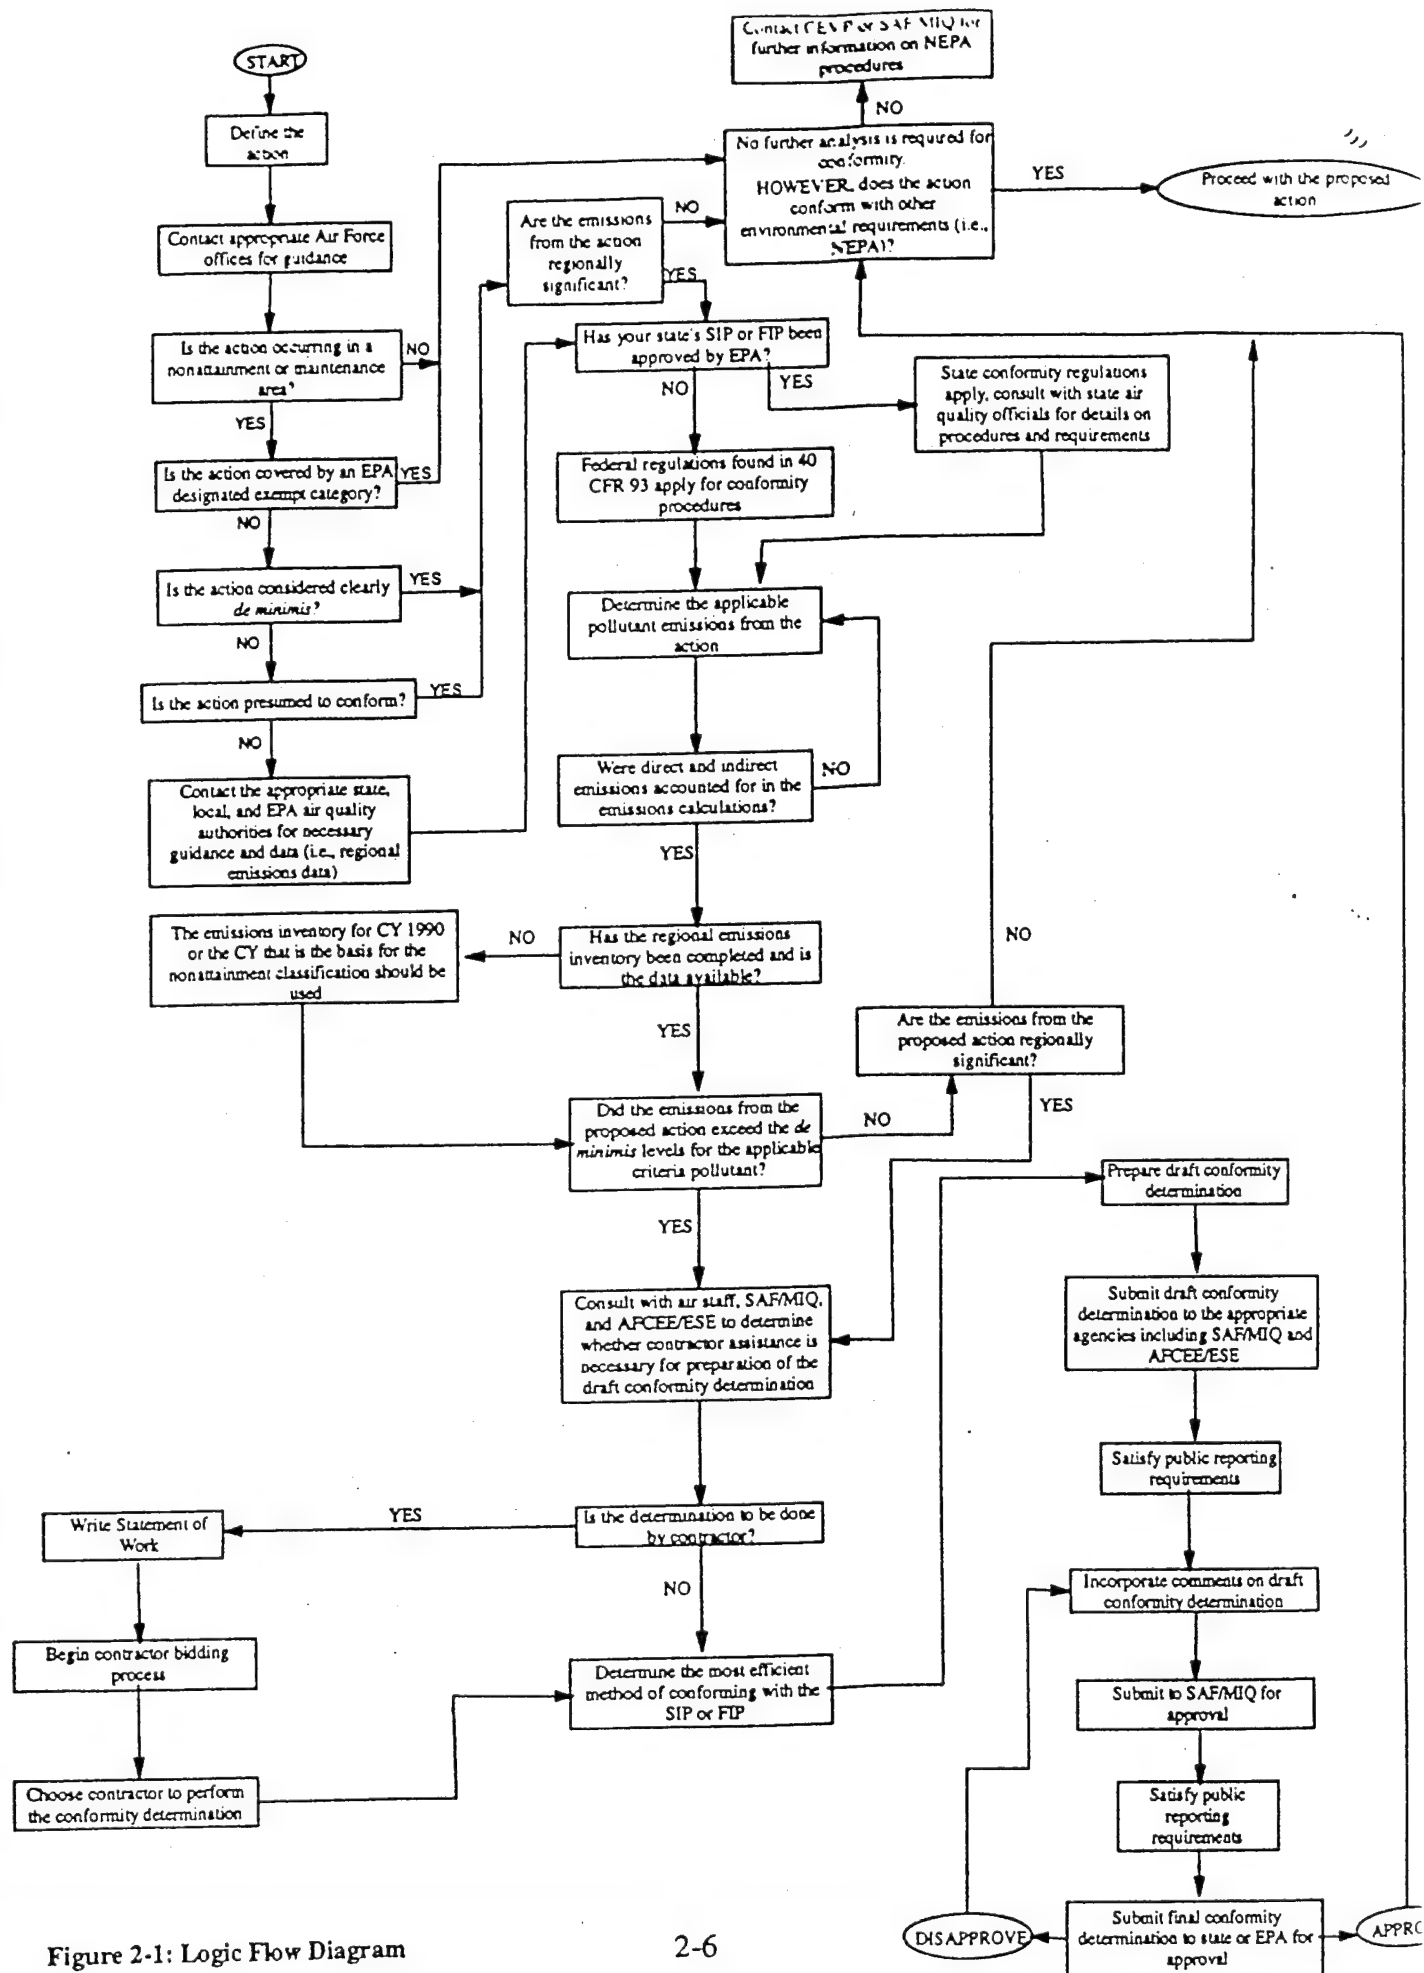 START
Define the
action
Contact appropriate Air Force
offices for guidance
Is the action occurring in a
nonattainment or maintenance
area?
NO
YES
Is the action covered by an EPA
designated exempt category?
YES
NO
Is the action considered clearly
de minimis?
YES
NO
Is the action presumed to conform?
YES
NO
Contact the appropriate state,
local, and EPA air quality
authorities for necessary
guidance and data (i.e., regional
emissions data)
Contact CEVP or SAF/MIQ for
further information on NEPA
procedures
NO
No further analysis is required for
conformity.
HOWEVER, does the action
conform with other
environmental requirements (i.e.,
NEPA)?
YES
Proceed with the proposed
action
Are the emissions
from the action
regionally
significant?
NO
YES
Has your state's SIP or FIP been
approved by EPA?
NO
YES
State conformity regulations
apply, consult with state air
quality officials for details on
procedures and requirements
Federal regulations found in 40
CFR 93 apply for conformity
procedures
Determine the applicable
pollutant emissions from the
action
Were direct and indirect
emissions accounted for in the
emissions calculations?
NO
YES
Has the regional emissions
inventory been completed and is
the data available?
NO
The emissions inventory for CY 1990
or the CY that is the basis for the
nonattainment classification should be
used
YES
Did the emissions from the
proposed action exceed the de
minimis levels for the applicable
criteria pollutant?
NO
Are the emissions from the
proposed action regionally
significant?
NO
YES
YES
Consult with air staff, SAF/MIQ,
and AFCEE/ESE to determine
whether contractor assistance is
necessary for preparation of the
draft conformity determination
Is the determination to be done
by contractor?
YES
NO
Write Statement of
Work
Begin contractor bidding
process
Choose contractor to perform
the conformity determination
Determine the most efficient
method of conforming with the
SIP or FIP
Prepare draft conformity
determination
Submit draft conformity
determination to the appropriate
agencies including SAF/MIQ and
AFCEE/ESE
Satisfy public reporting
requirements
Incorporate comments on draft
conformity determination
Submit to SAF/MIQ for
approval
Satisfy public
reporting
requirements
Submit final conformity
determination to state or EPA for
approval
DISAPPROVE
APPRO
Figure 2-1: Logic Flow Diagram
2-6